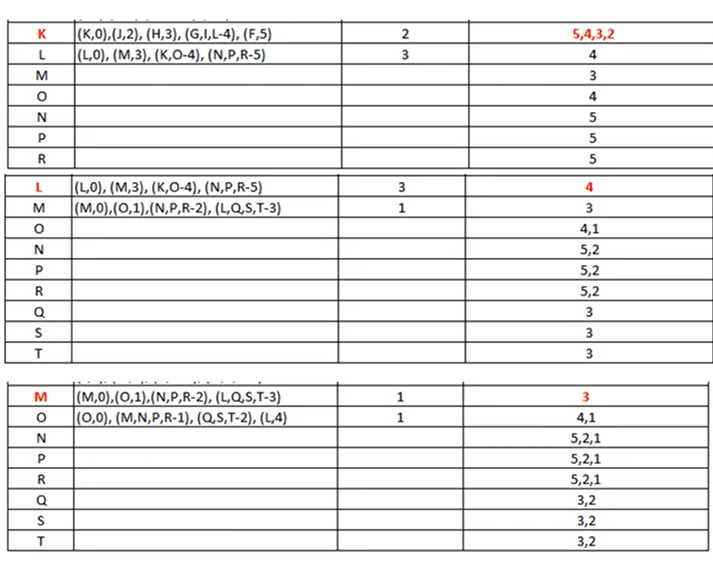 K (K,0),(J,2), (H,3), (G,I,L-4), (F,5) 2 5,4,3,2
L (L,0), (M,3), (K,O-4), (N,P,R-5) 3 4
M 3
O 4
N 5
P 5
R 5
L (L,0), (M,3), (K,O-4), (N,P,R-5) 3 4
M (M,0),(O,1),(N,P,R-2), (L,Q,S,T-3) 1 3
O 4,1
N 5,2
P 5,2
R 5,2
Q 3
S 3
T 3
M (M,0),(O,1),(N,P,R-2), (L,Q,S,T-3) 1 3
O (O,0), (M,N,P,R-1), (Q,S,T-2), (L,4) 1 4,1
N 5,2,1
P 5,2,1
R 5,2,1
Q 3,2
S 3,2
T 3,2